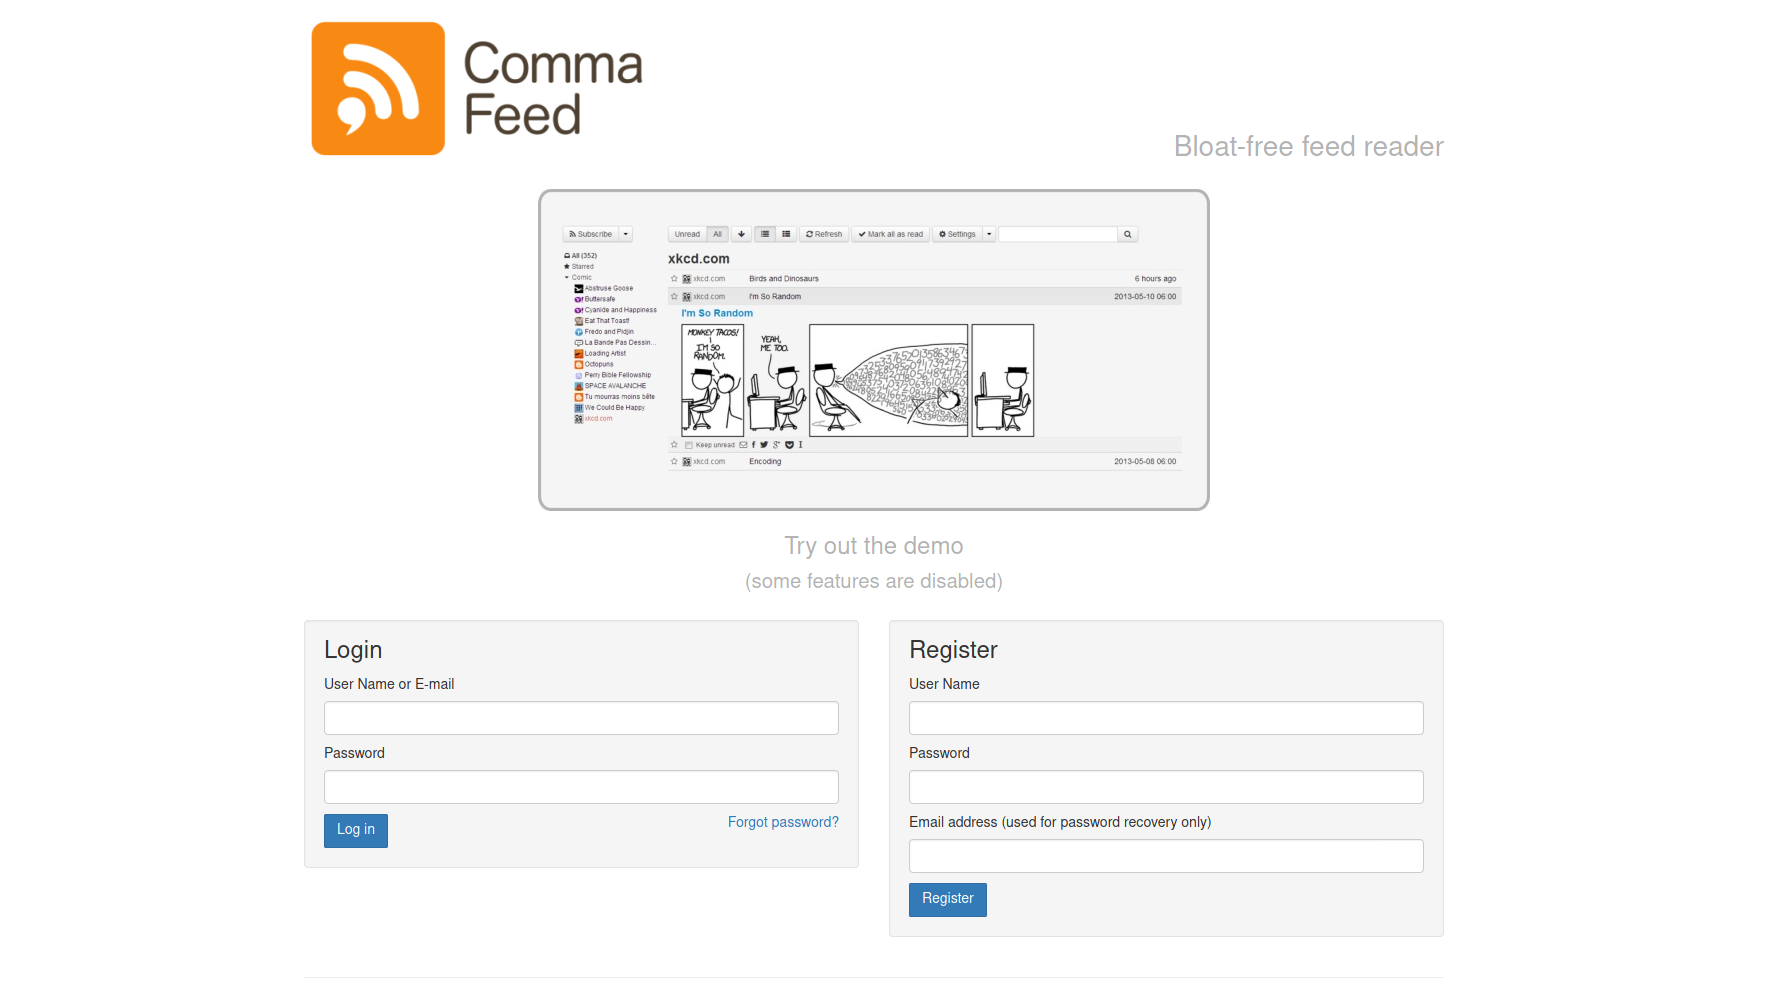 Comma
Feed
Bloat-free feed reader
Subscribe
Unread All Refresh Mark all as read Settings
All (352)
Starred
Comic
Abstruse Goose
Buttersafe
Cyanide and Happiness
Eat That Toast!
Fredo and Pidjin
La Bande Pas Dessin...
Loading Artist
Octopuns
Perry Bible Fellowship
SPACE AVALANCHE
Tu mourras moins bête
We Could Be Happy
xkcd.com
xkcd.com
xkcd.com Birds and Dinosaurs 6 hours ago
xkcd.com I'm So Random 2013-05-10 06:00
I'm So Random
MONKEY TACOS!
I'M SO
RANDOM.
YEAH,
ME TOO.
Keep unread
xkcd.com Encoding 2013-05-08 06:00
Try out the demo
(some features are disabled)
Login
User Name or E-mail
Password
Log in
Forgot password?
Register
User Name
Password
Email address (used for password recovery only)
Register